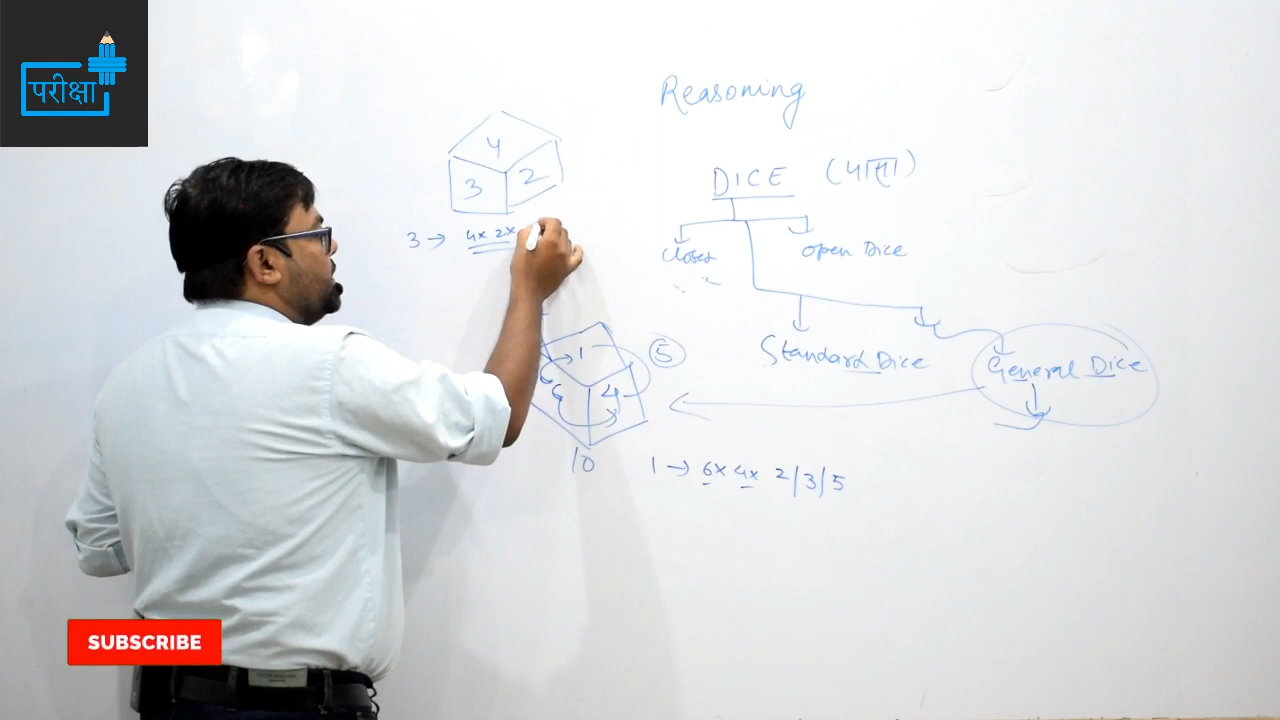 परीक्षा
Reasoning
DICE (पासा)
Closes
open Dice
Standard Dice
General Dice
4
3 2
3 → 4x 2x
1
6 4
5
10
1 → 6x 4x 2/3/5
SUBSCRIBE